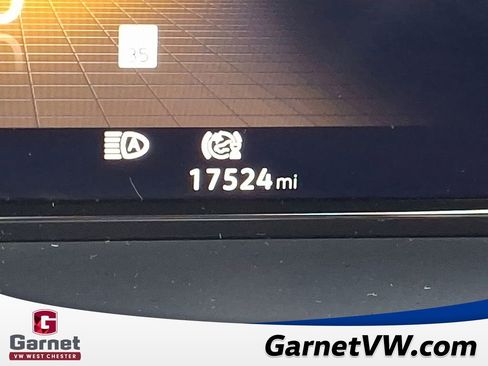 35
A
17524 mi
G
Garnet
VW WEST CHESTER
GarnetVW.com